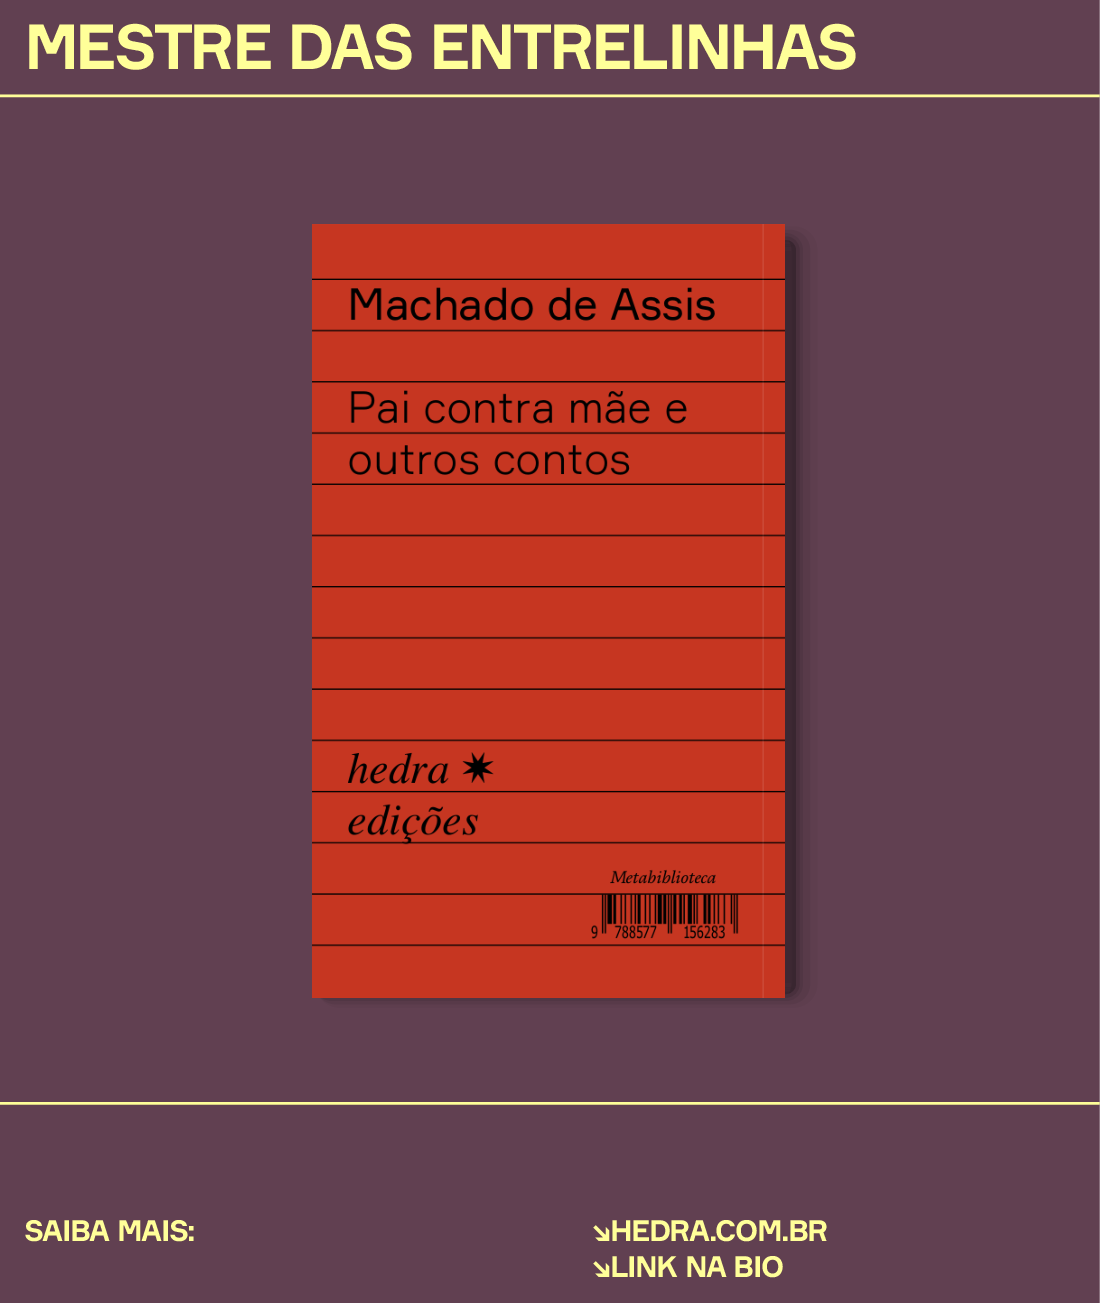 MESTRE DAS ENTRELINHAS
Machado de Assis
Pai contra mãe e
outros contos
hedra ✷
edições
Metabiblioteca
9 788577 156283
SAIBA MAIS:
↘HEDRA.COM.BR
↘LINK NA BIO